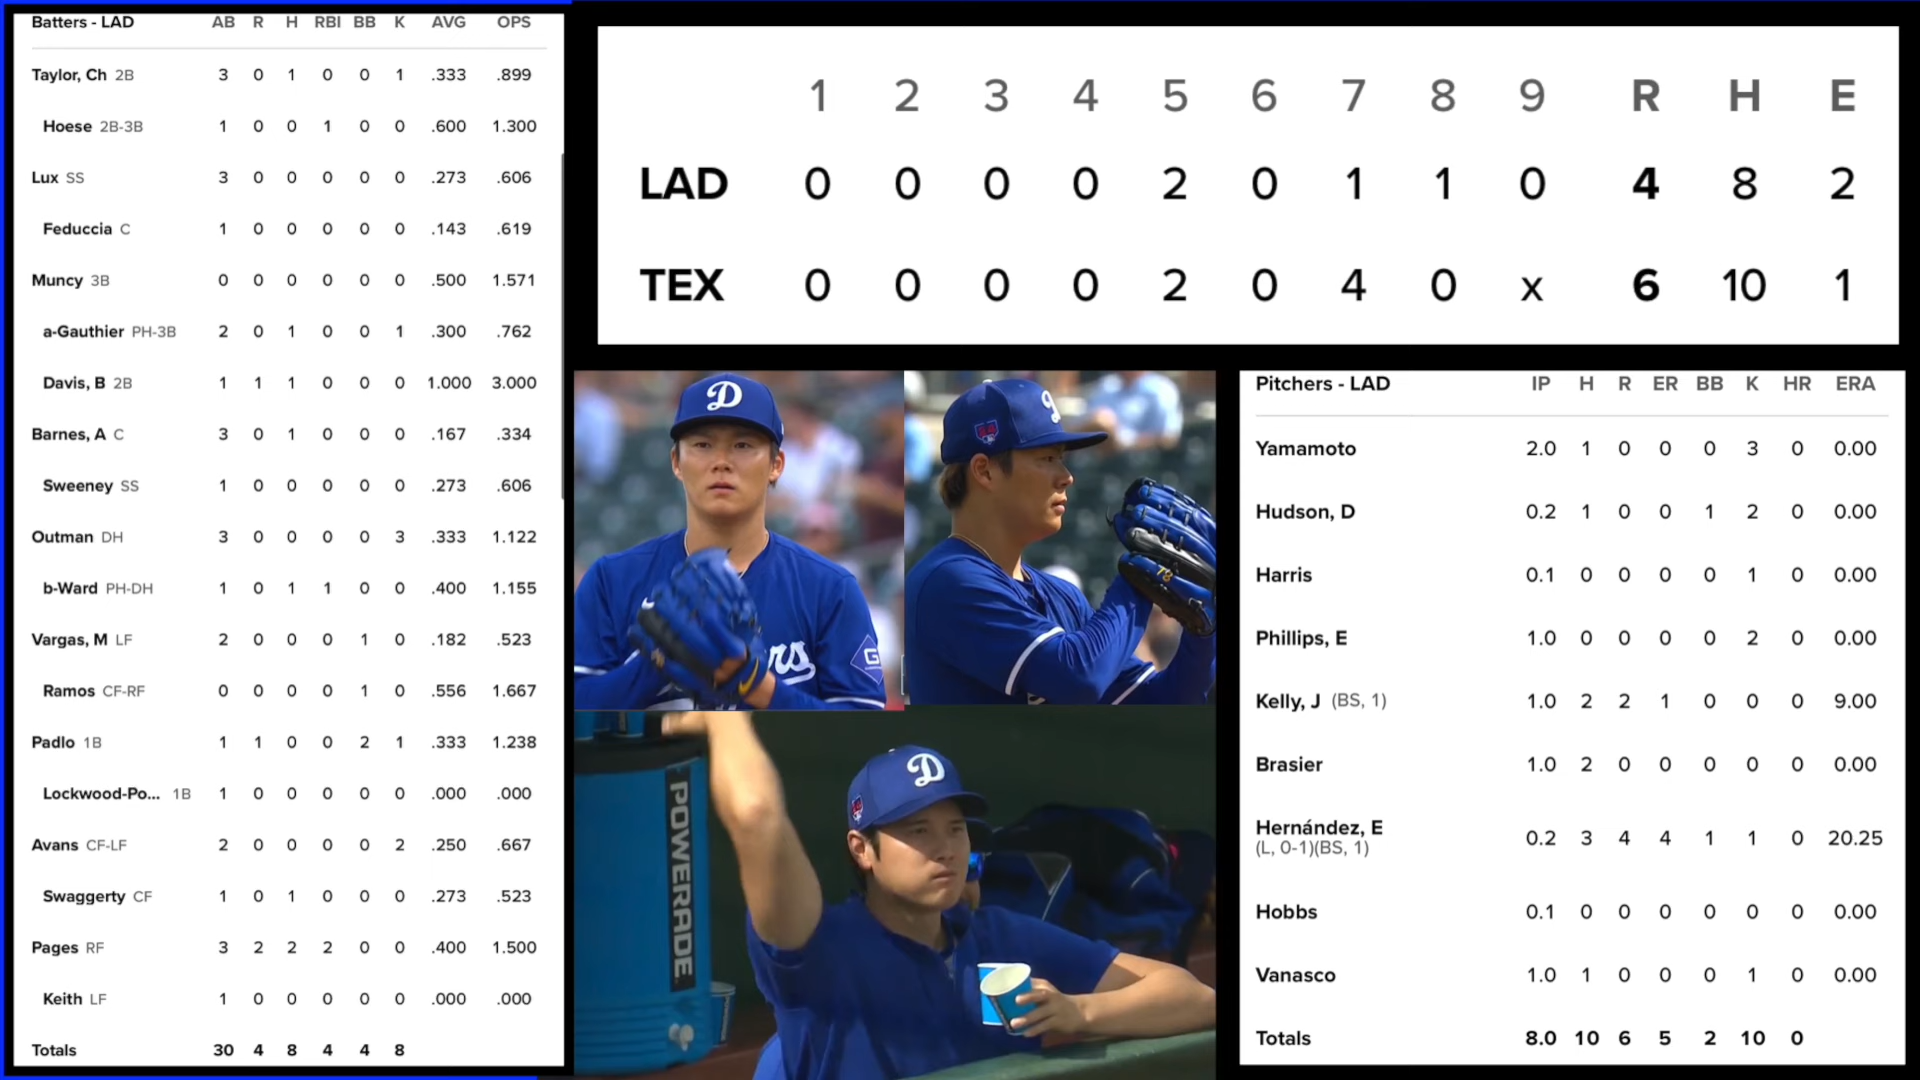 Batters - LAD AB R H RBI BB K AVG OPS
Taylor, Ch 2B 3 0 1 0 0 1 .333 .899
Hoese 2B-3B 1 0 0 1 0 0 .600 1.300
Lux SS 3 0 0 0 0 0 .273 .606
Feduccia C 1 0 0 0 0 0 .143 .619
Muncy 3B 0 0 0 0 0 0 .500 1.571
a-Gauthier PH-3B 2 0 1 0 0 1 .300 .762
Davis, B 2B 1 1 1 0 0 0 1.000 3.000
Barnes, A C 3 0 1 0 0 0 .167 .334
Sweeney SS 1 0 0 0 0 0 .273 .606
Outman DH 3 0 0 0 0 3 .333 1.122
b-Ward PH-DH 1 0 1 1 0 0 .400 1.155
Vargas, M LF 2 0 0 0 1 0 .182 .523
Ramos CF-RF 0 0 0 0 1 0 .556 1.667
Padlo 1B 1 1 0 0 2 1 .333 1.238
Lockwood-Po... 1B 1 0 0 0 0 0 .000 .000
Avans CF-LF 2 0 0 0 0 2 .250 .667
Swaggerty CF 1 0 1 0 0 0 .273 .523
Pages RF 3 2 2 2 0 0 .400 1.500
Keith LF 1 0 0 0 0 0 .000 .000
Totals 30 4 8 4 4 8
1 2 3 4 5 6 7 8 9 R H E
LAD 0 0 0 0 2 0 1 1 0 4 8 2
TEX 0 0 0 0 2 0 4 0 x 6 10 1
D
rs
G
D
78
D
POWERADE
Pitchers - LAD IP H R ER BB K HR ERA
Yamamoto 2.0 1 0 0 0 3 0 0.00
Hudson, D 0.2 1 0 0 1 2 0 0.00
Harris 0.1 0 0 0 0 1 0 0.00
Phillips, E 1.0 0 0 0 0 2 0 0.00
Kelly, J (BS, 1) 1.0 2 2 1 0 0 0 9.00
Brasier 1.0 2 0 0 0 0 0 0.00
Hernández, E 0.2 3 4 4 1 1 0 20.25
(L, 0-1)(BS, 1)
Hobbs 0.1 0 0 0 0 0 0 0.00
Vanasco 1.0 1 0 0 0 1 0 0.00
Totals 8.0 10 6 5 2 10 0